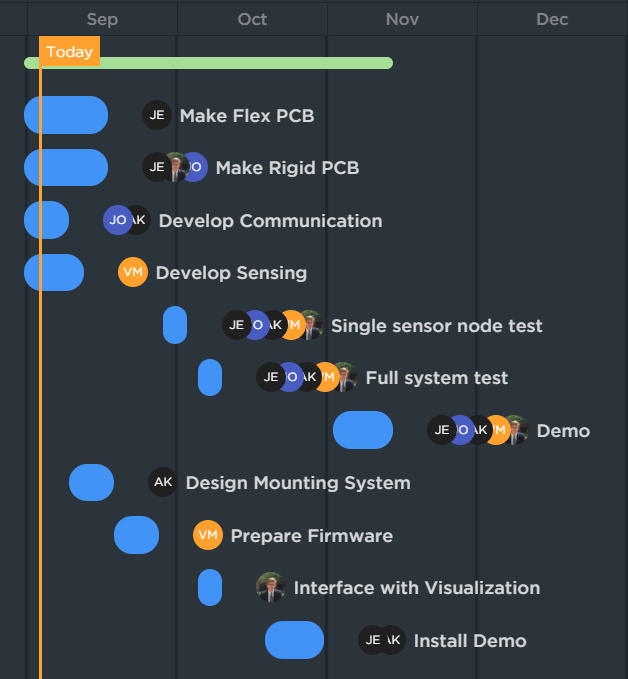 Sep Oct Nov Dec
Today
JE Make Flex PCB
JE O Make Rigid PCB
JO AK Develop Communication
VM Develop Sensing
JE O AK VM Single sensor node test
JE JO AK VM Full system test
JE JO AK VM Demo
AK Design Mounting System
VM Prepare Firmware
Interface with Visualization
JE AK Install Demo